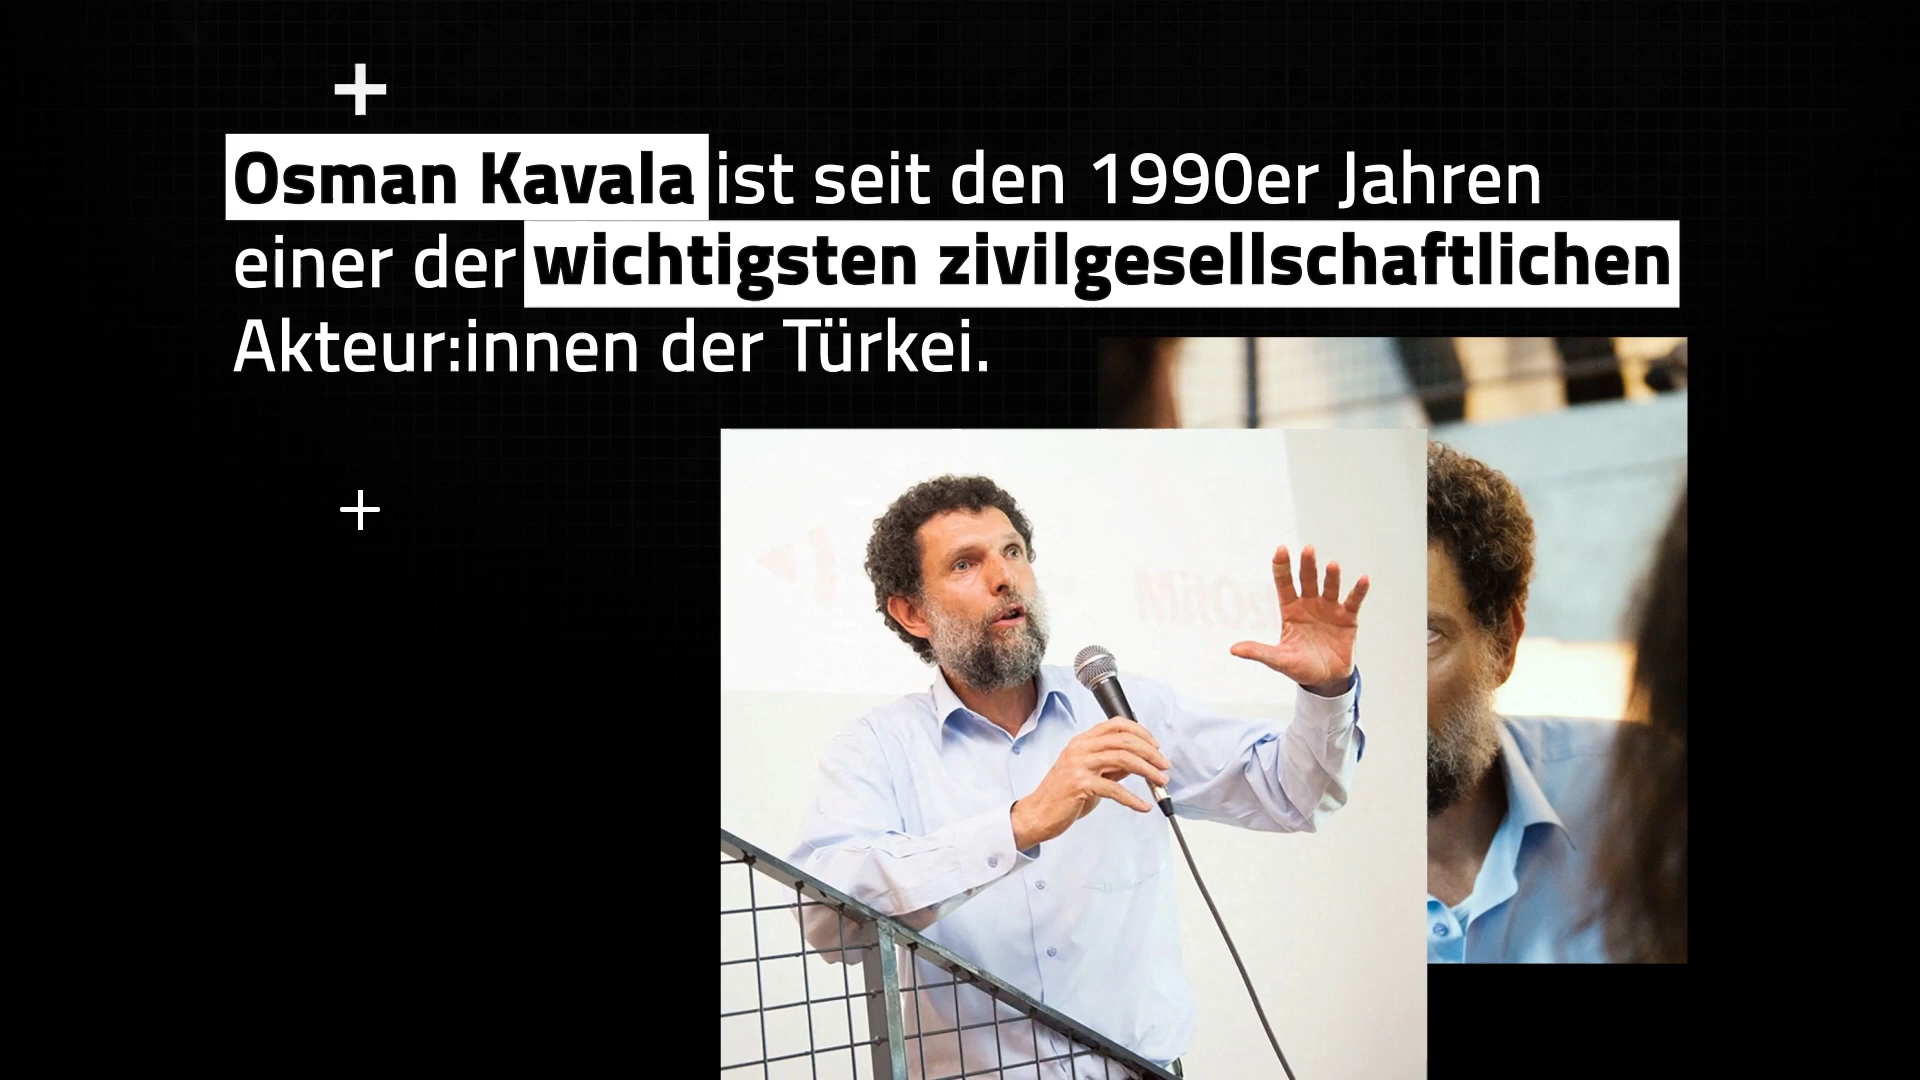 Osman Kavala ist seit den 1990er Jahren
einer der wichtigsten zivilgesellschaftlichen
Akteur:innen der Türkei.